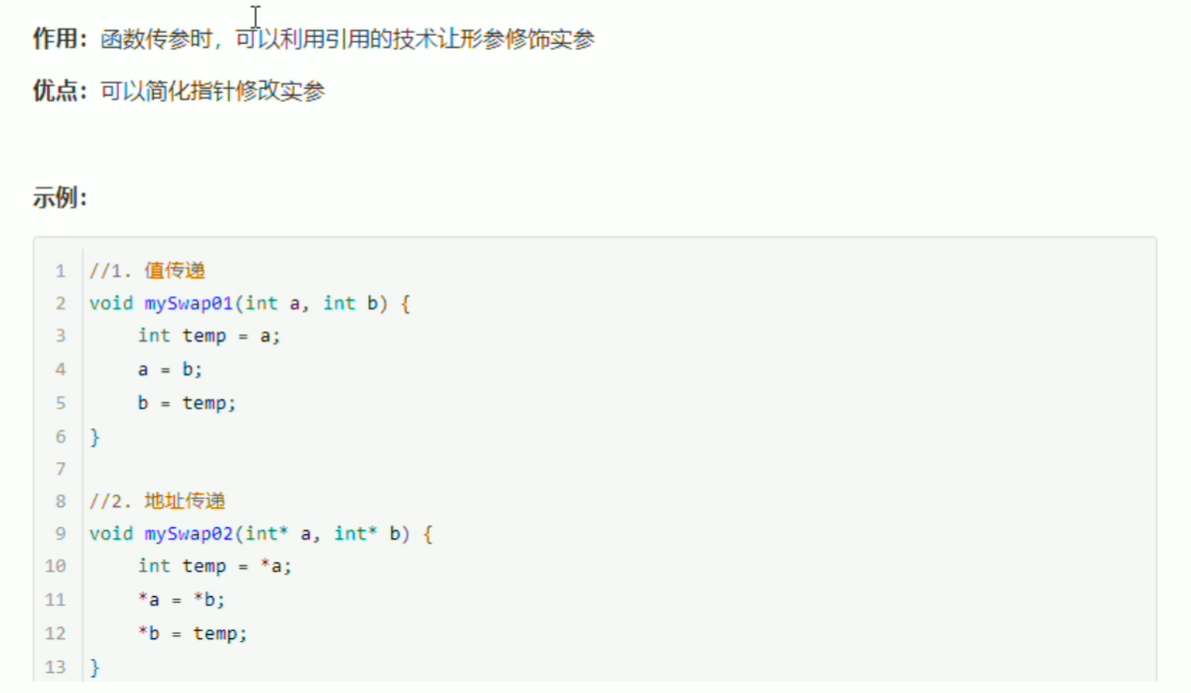 作用：函数传参时，可以利用引用的技术让形参修饰实参
优点：可以简化指针修改实参
示例：
1 //1. 值传递
2 void mySwap01(int a, int b) {
3 int temp = a;
4 a = b;
5 b = temp;
6 }
7
8 //2. 地址传递
9 void mySwap02(int* a, int* b) {
10 int temp = *a;
11 *a = *b;
12 *b = temp;
13 }